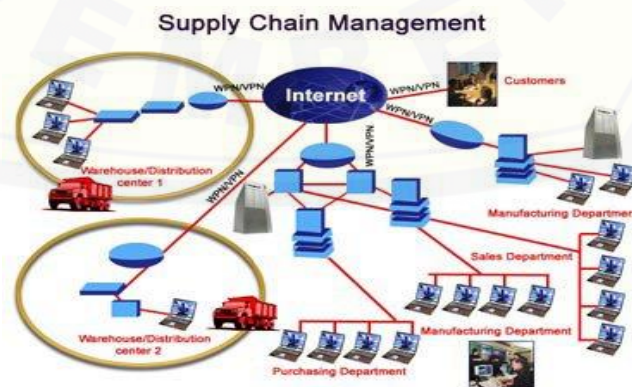 Supply Chain Management
WPN/VPN
Internet
WPN/VPN
Customers
WPN/VPN
WPN/VPN
WPN/VPN
Warehouse/Distribution
center 1
Manufacturing Department
Sales Department
Warehouse/Distribution
center 2
Manufacturing Department
Purchasing Department